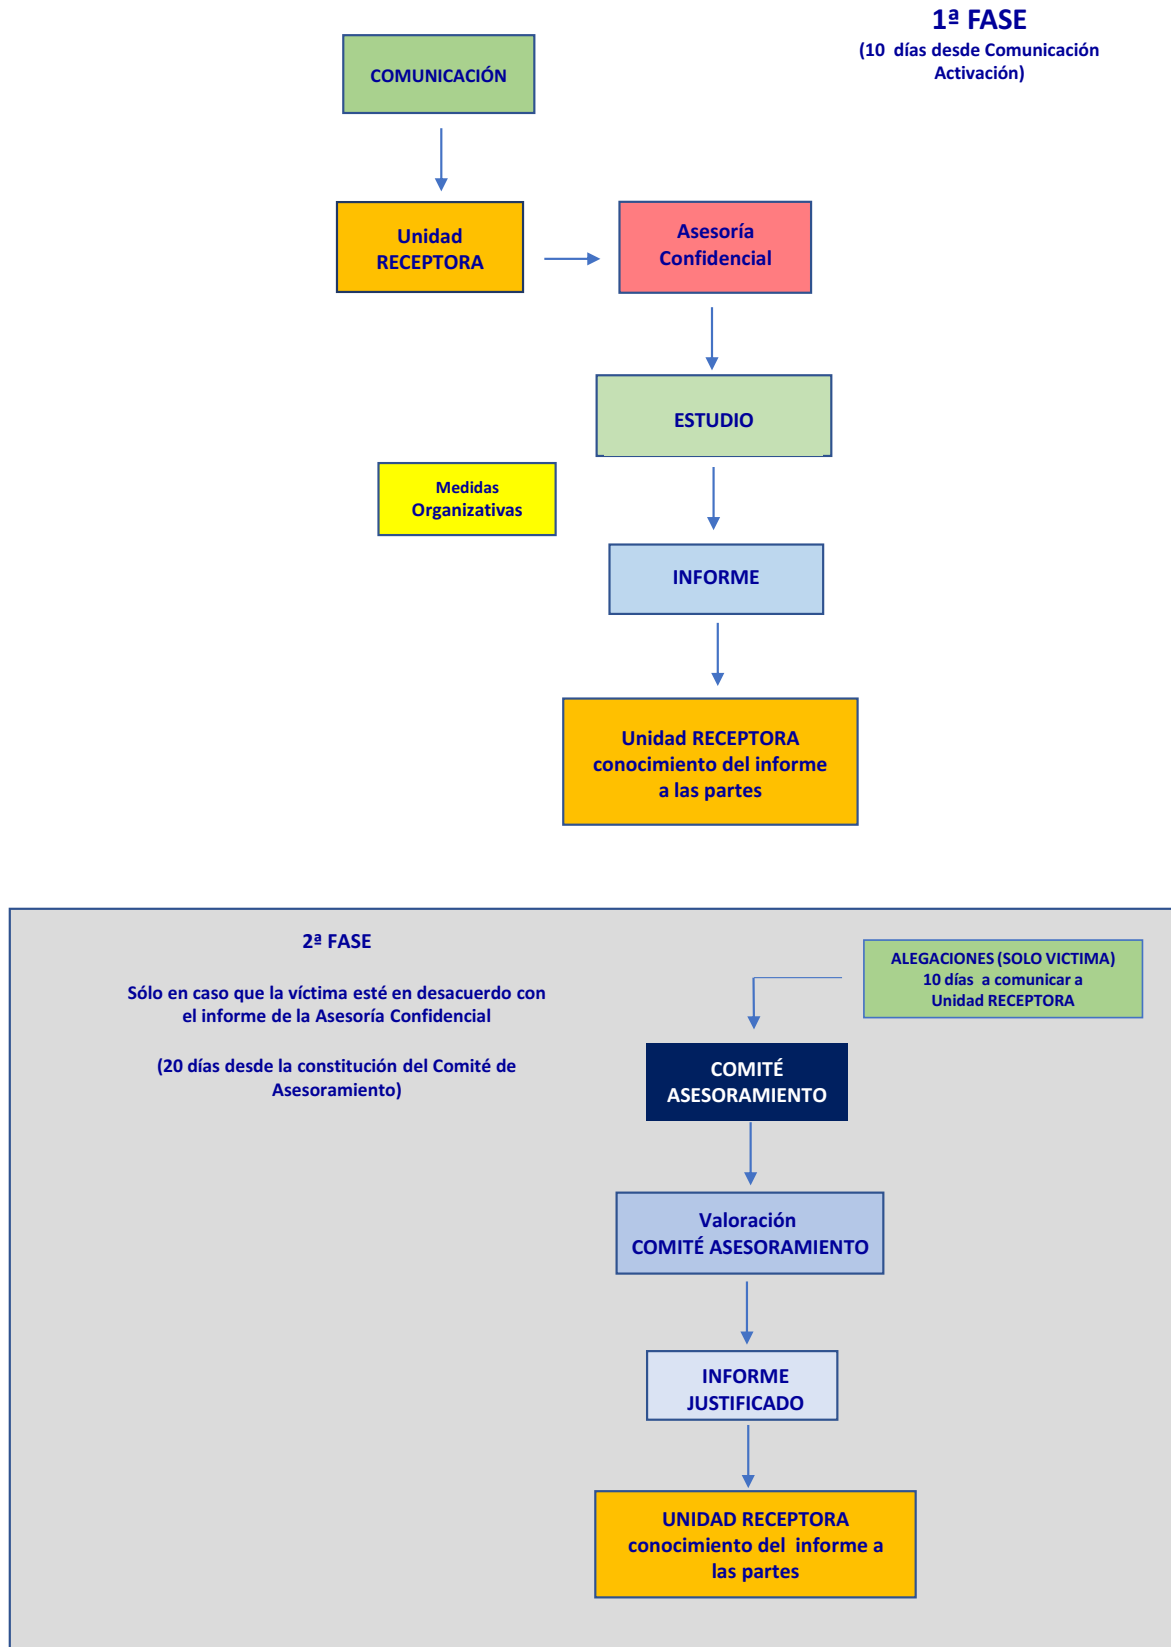 1ª FASE
(10 días desde Comunicación
Activación)
COMUNICACIÓN
Unidad
RECEPTORA
Asesoría
Confidencial
ESTUDIO
Medidas
Organizativas
INFORME
Unidad RECEPTORA
conocimiento del informe
a las partes
2ª FASE
Sólo en caso que la víctima esté en desacuerdo con
el informe de la Asesoría Confidencial
(20 días desde la constitución del Comité de
Asesoramiento)
ALEGACIONES (SOLO VICTIMA)
10 días a comunicar a
Unidad RECEPTORA
COMITÉ
ASESORAMIENTO
Valoración
COMITÉ ASESORAMIENTO
INFORME
JUSTIFICADO
UNIDAD RECEPTORA
conocimiento del informe a
las partes